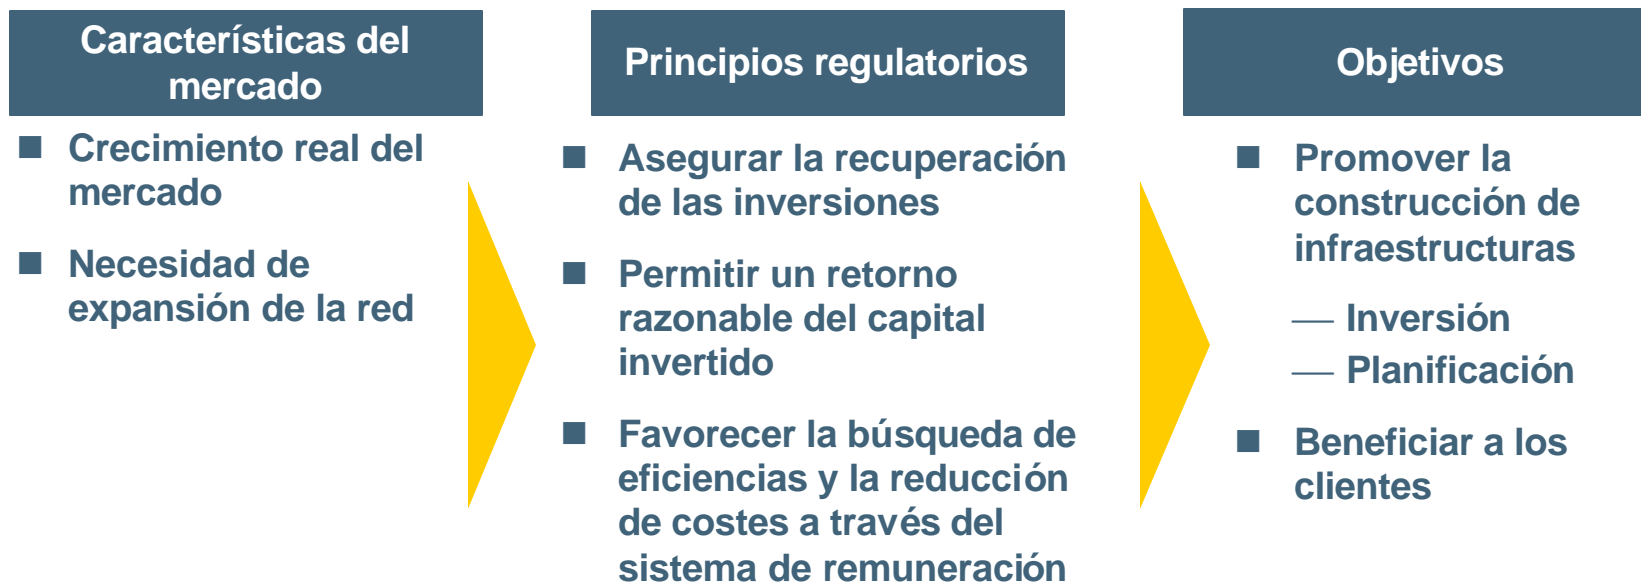 Características del
mercado
■ Crecimiento real del
mercado
■ Necesidad de
expansión de la red
Principios regulatorios
■ Asegurar la recuperación
de las inversiones
■ Permitir un retorno
razonable del capital
invertido
■ Favorecer la búsqueda de
eficiencias y la reducción
de costes a través del
sistema de remuneración
Objetivos
■ Promover la
construcción de
infraestructuras
— Inversión
— Planificación
■ Beneficiar a los
clientes